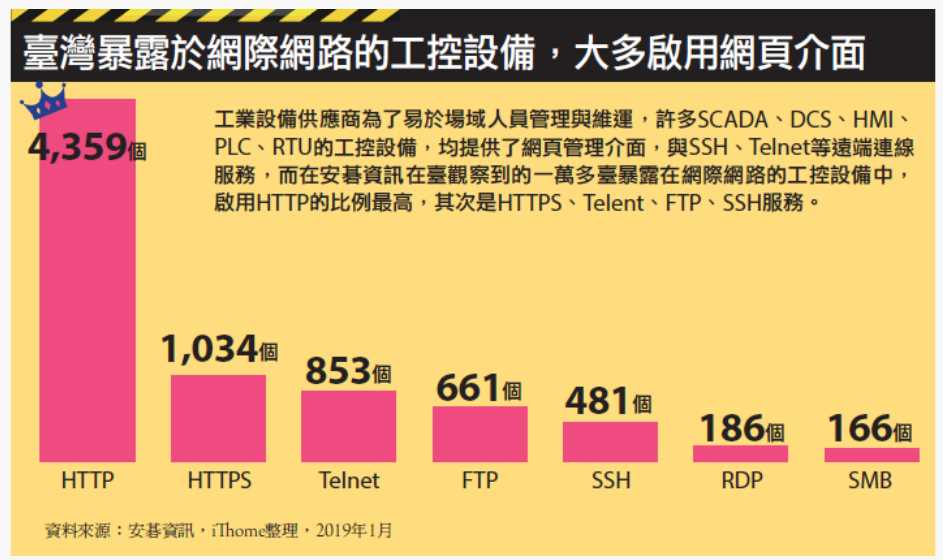 臺灣暴露於網際網路的工控設備，大多啟用網頁介面
工業設備供應商為了易於場域人員管理與維運，許多SCADA、DCS、HMI、
PLC、RTU的工控設備，均提供了網頁管理介面，與SSH、Telnet等遠端連線
服務，而在安碁資訊在臺觀察到的一萬多臺暴露在網際網路的工控設備中，
啟用HTTP的比例最高，其次是HTTPS、Telent、FTP、SSH服務。
4,359個
1,034個
853個
661個
481個
186個
166個
HTTP
HTTPS
Telnet
FTP
SSH
RDP
SMB
資料來源：安碁資訊，iThome整理，2019年1月